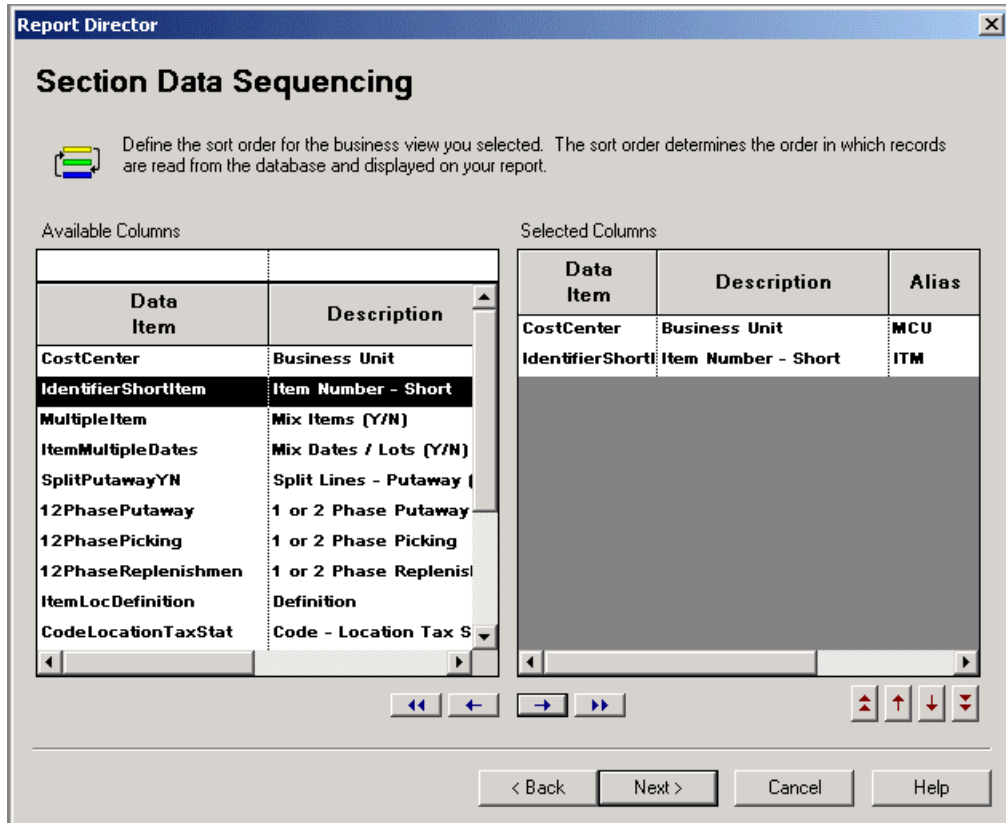 Report Director
Section Data Sequencing
Define the sort order for the business view you selected. The sort order determines the order in which records
are read from the database and displayed on your report.
Available Columns
Data Item Description
CostCenter Business Unit
IdentifierShortItem Item Number - Short
MultipleItem Mix Items (Y/N)
ItemMultipleDates Mix Dates / Lots (Y/N)
SplitPutawayYN Split Lines - Putaway (
12PhasePutaway 1 or 2 Phase Putaway
12PhasePicking 1 or 2 Phase Picking
12PhaseReplenishmen 1 or 2 Phase Replenis
ItemLocDefinition Definition
CodeLocationTaxStat Code - Location Tax S
Selected Columns
Data Item Description Alias
CostCenter Business Unit MCU
IdentifierShortI Item Number - Short ITM
< Back Next > Cancel Help